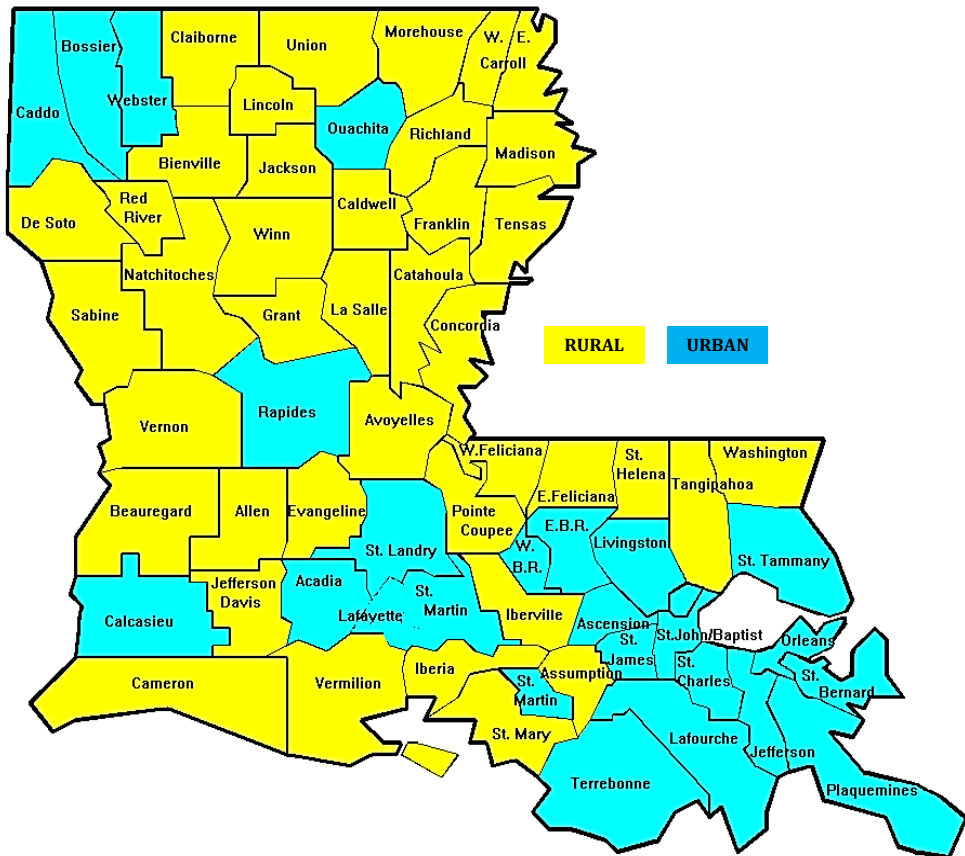 Bossier
Claiborne
Union
Morehouse
W.
E.
Carroll
Caddo
Webster
Lincoln
Ouachita
Richland
Bienville
Jackson
Madison
De Soto
Red
River
Caldwell
Franklin
Tensas
Winn
Natchitoches
Catahoula
Sabine
Grant
La Salle
Concordia
RURAL
URBAN
Vernon
Rapides
Avoyelles
W.Feliciana
St.
Helena
Washington
Tangipahoa
E.Feliciana
Beauregard
Allen
Evangeline
Pointe
Coupee
E.B.R.
W.
B.R.
Livingston
St. Landry
St. Tammany
Jefferson
Davis
Acadia
St.
Martin
Lafayette
Iberville
Calcasieu
Ascension
St.John/Baptist
Orleans
St.
James
St.
Charles
St.
Bernard
Cameron
Vermilion
Iberia
St.
Martin
Assumption
St. Mary
Lafourche
Jefferson
Terrebonne
Plaquemines